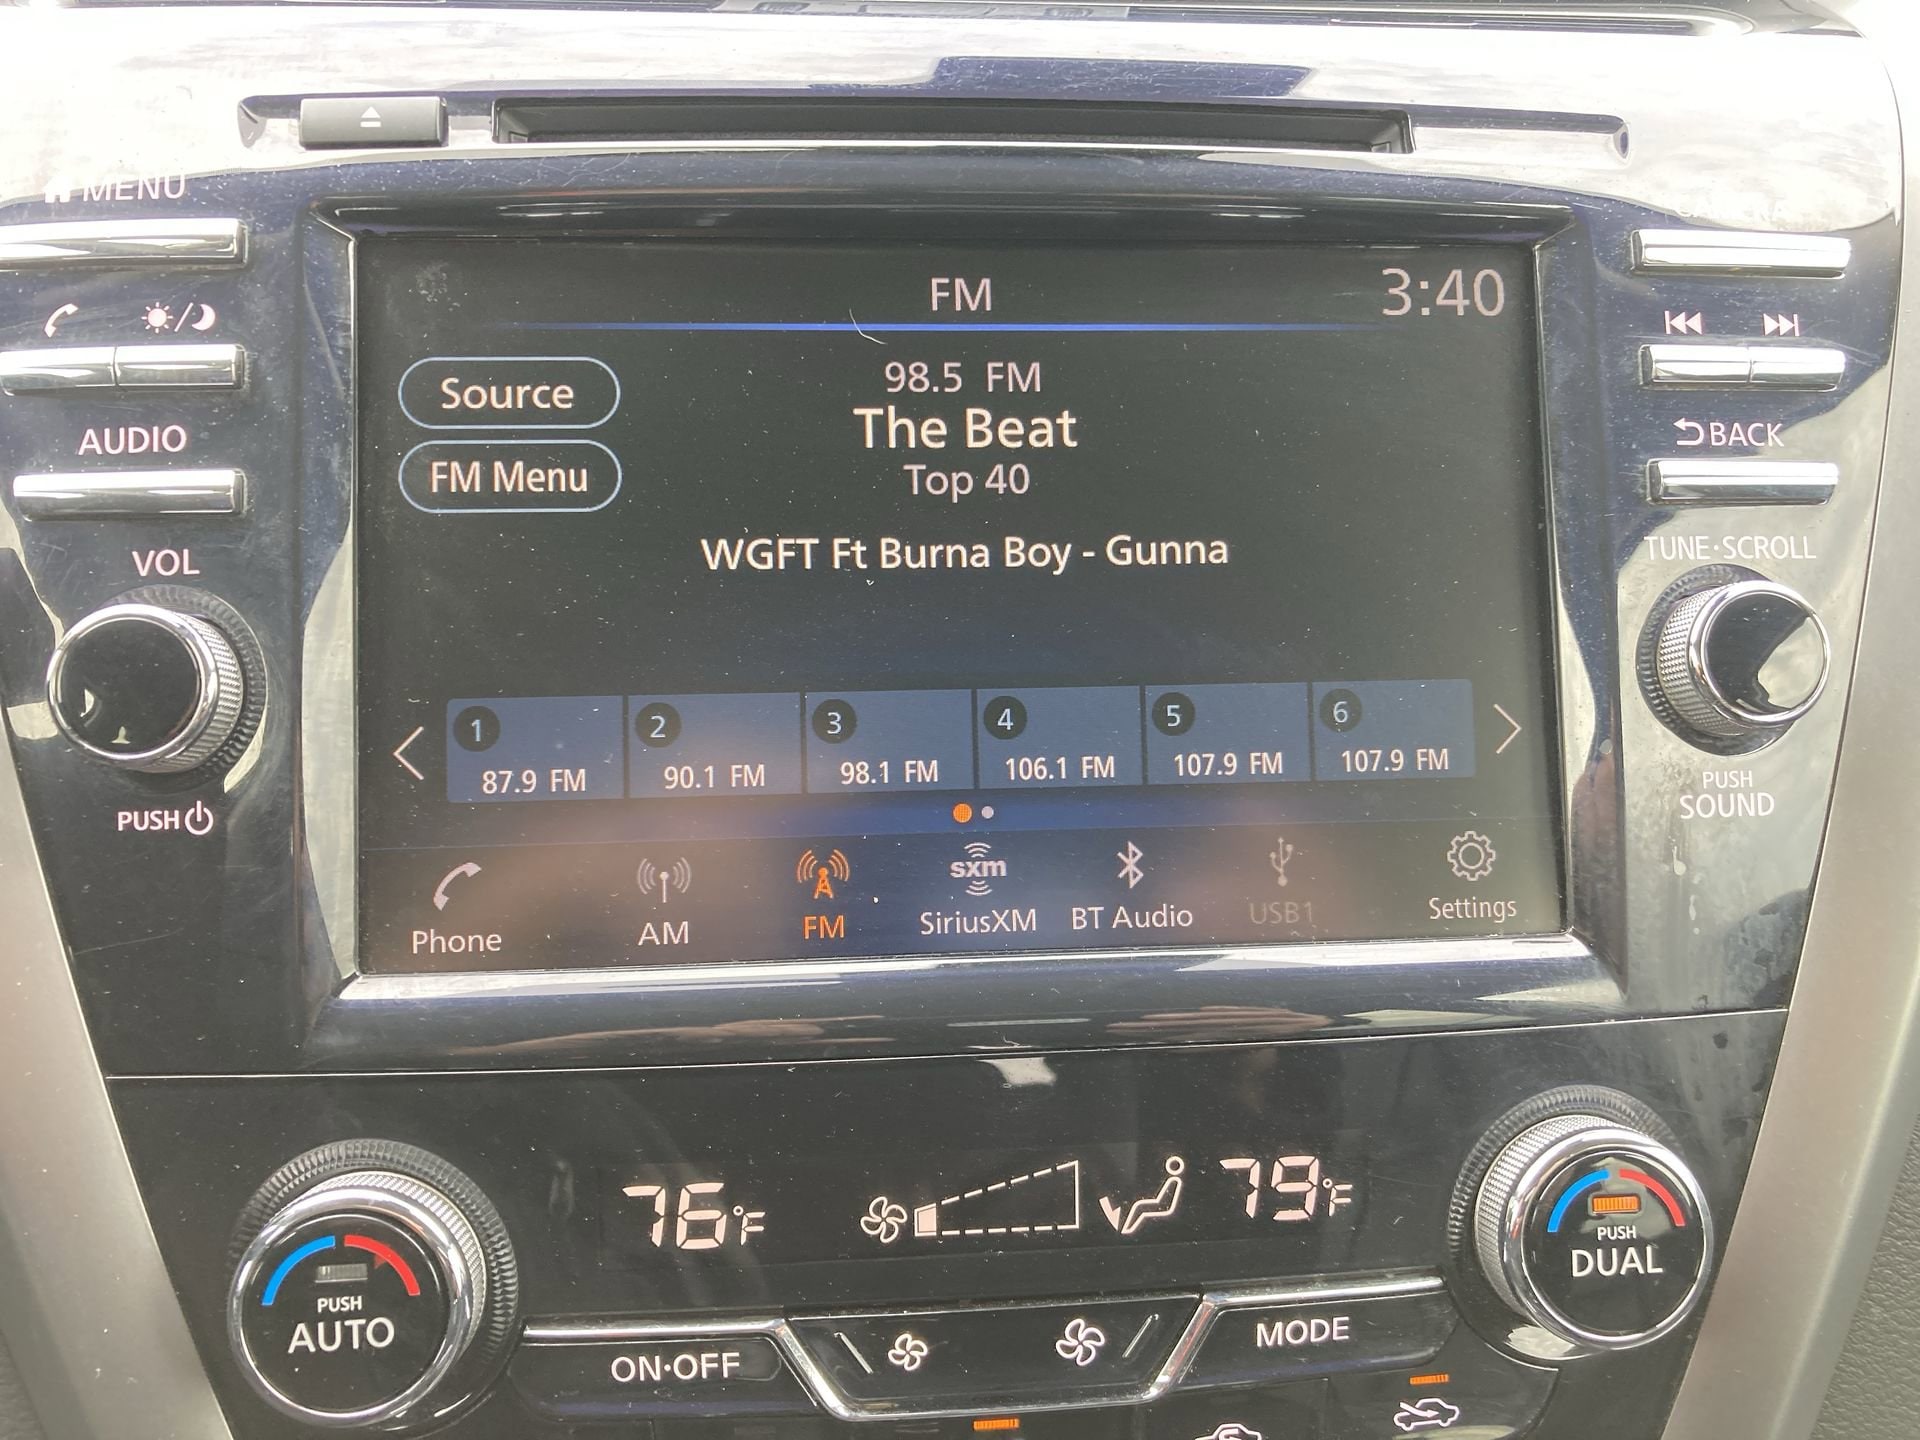 MENU
FM
3:40
Source
98.5 FM
The Beat
FM Menu
Top 40
WGFT Ft Burna Boy - Gunna
AUDIO
VOL
PUSH
BACK
TUNE·SCROLL
PUSH
SOUND
1 2 3 4 5 6
87.9 FM 90.1 FM 98.1 FM 106.1 FM 107.9 FM 107.9 FM
Phone AM FM sxm SiriusXM BT Audio USB1 Settings
76°F 79°F
PUSH
AUTO
PUSH
DUAL
ON·OFF MODE